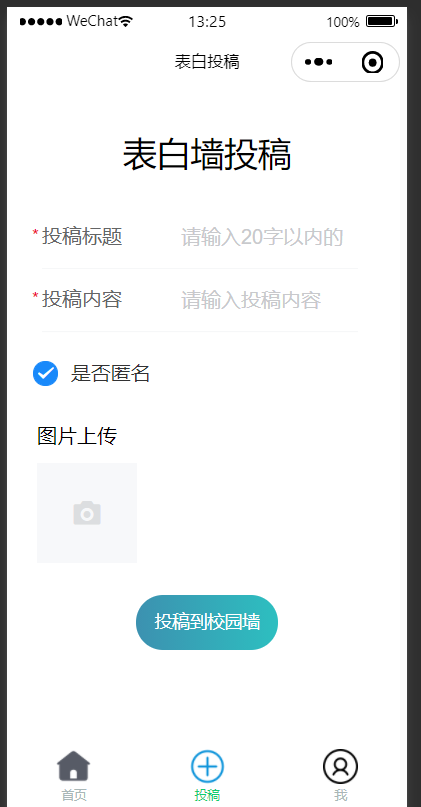 WeChat 13:25 100%
表白投稿
表白墙投稿
* 投稿标题 请输入20字以内的
* 投稿内容 请输入投稿内容
是否匿名
图片上传
投稿到校园墙
首页 投稿 我